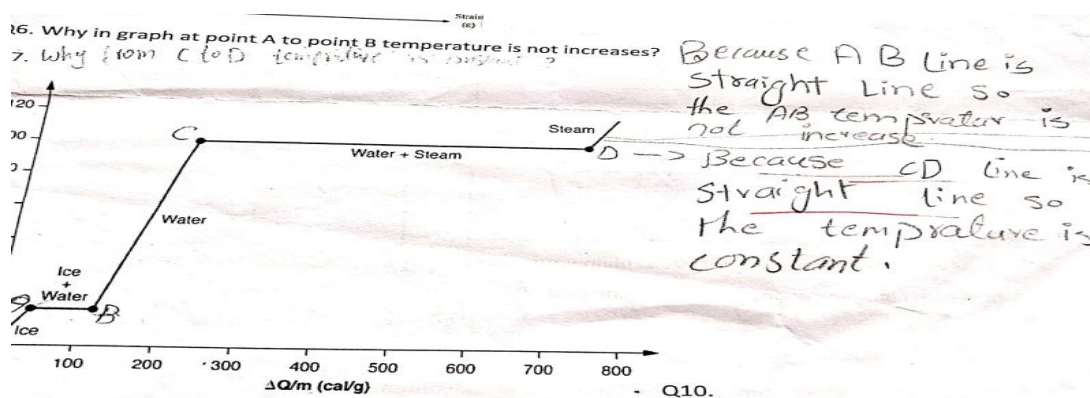 Strain
(ε)
26. Why in graph at point A to point B temperature is not increases?
7. Why from C to D is ?
Because A B Line is
straight Line so
the AB tempratur is
not increase.
120
90
C
Steam
Water + Steam
D → Because CD line is
straight line so
the temprature is
constant.
Water
Ice
+
Water
B
Ice
100 200 300 400 500 600 700 800
ΔQ/m (cal/g)
Q10.